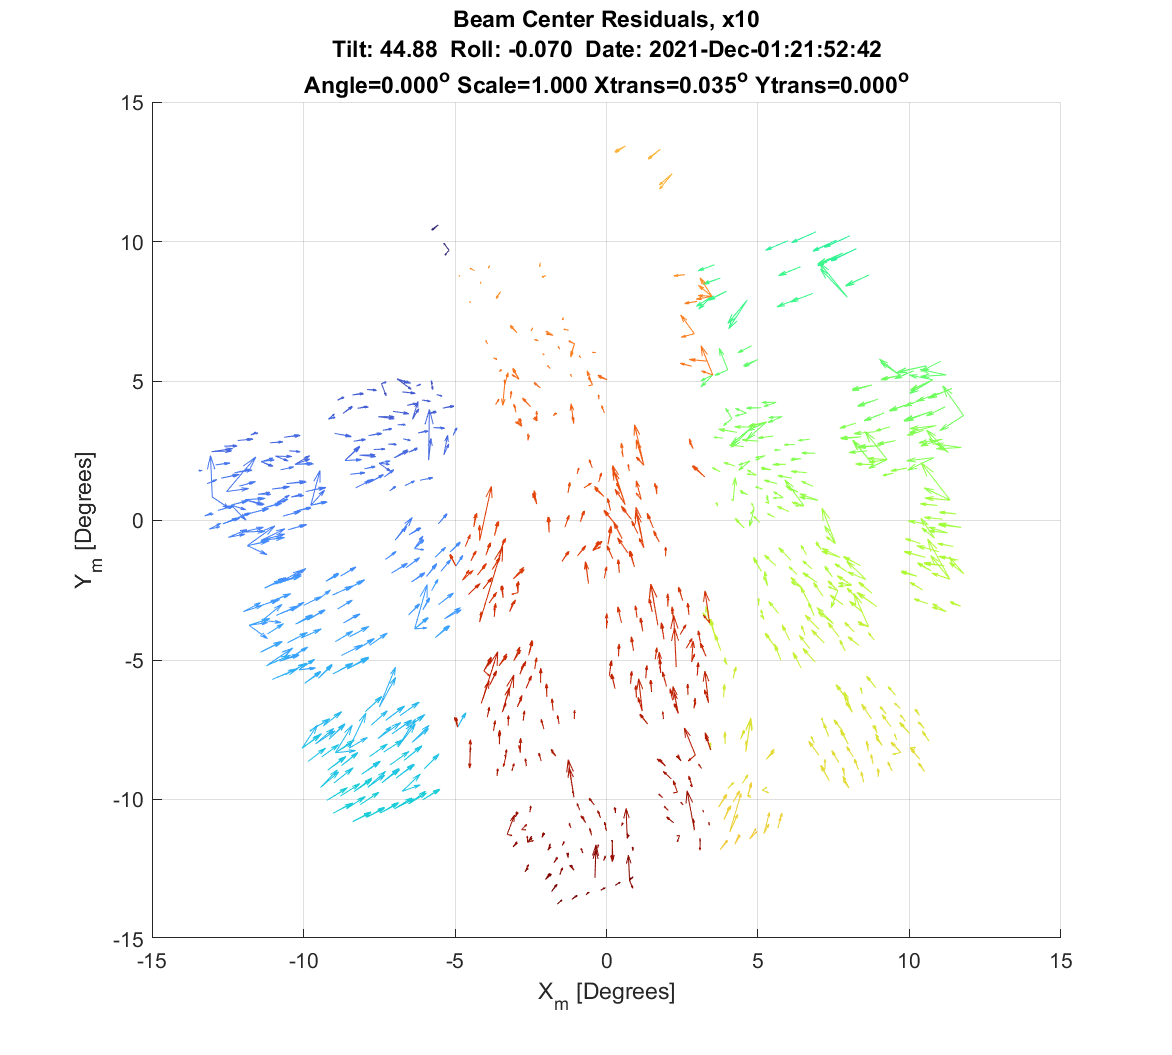 Beam Center Residuals, x10
Tilt: 44.88 Roll: -0.070 Date: 2021-Dec-01:21:52:42
Angle=0.000° Scale=1.000 Xtrans=0.035° Ytrans=0.000°
15
10
5
0
-5
-10
-15
Y_m [Degrees]
-15 -10 -5 0 5 10 15
X_m [Degrees]